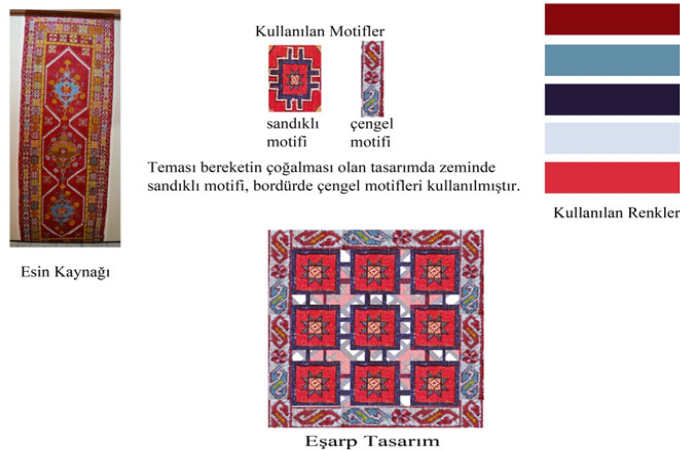 Kullanılan Motifler
sandıklı
motifi
çengel
motifi
Teması bereketin çoğalması olan tasarımda zeminde
sandıklı motifi, bordürde çengel motifleri kullanılmıştır.
Kullanılan Renkler
Esin Kaynağı
Eşarp Tasarım